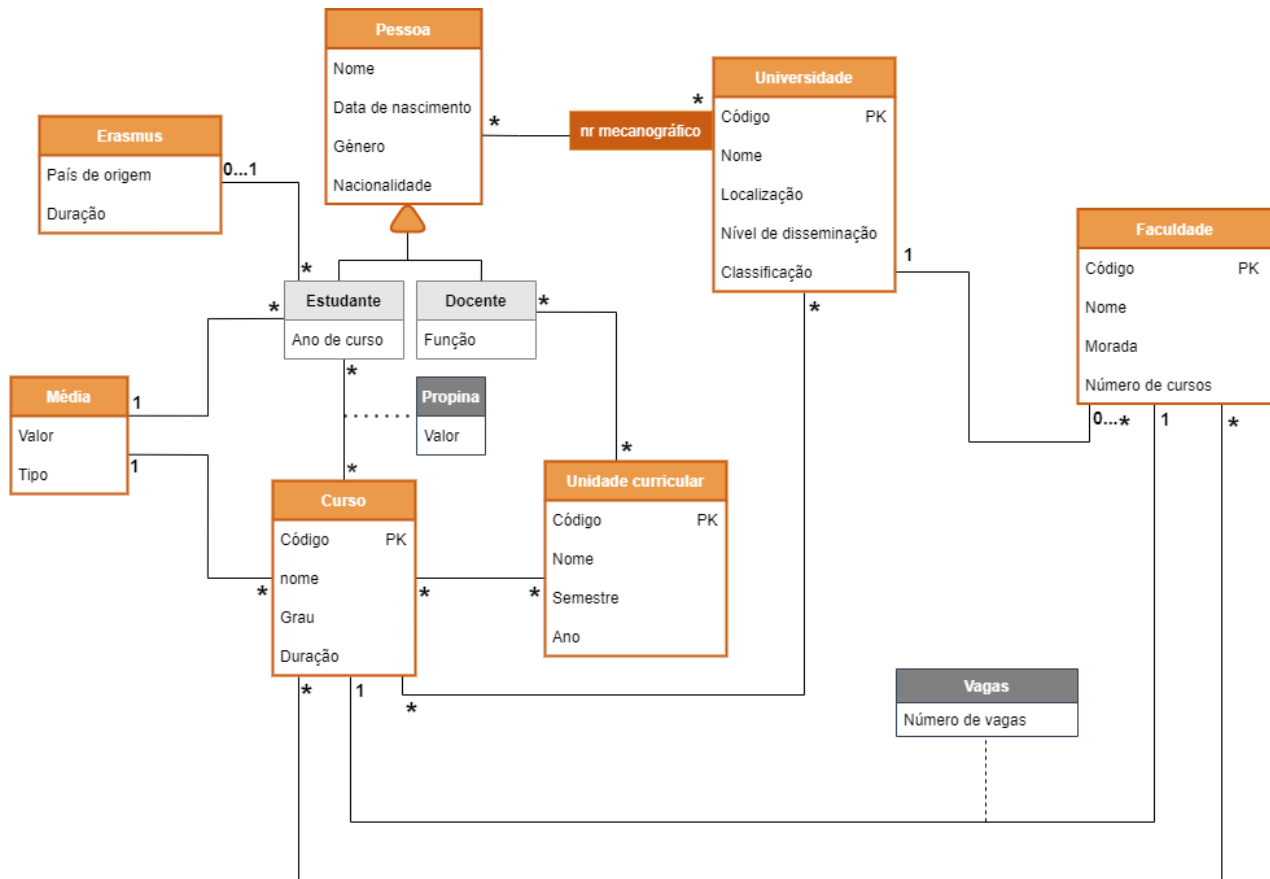 Pessoa
Nome
Data de nascimento
Género
Nacionalidade
*
nr mecanográfico
*
Universidade
Código PK
Nome
Localização
Nível de disseminação
Classificação
Erasmus
País de origem
Duração
0...1
*
Estudante
Ano de curso
*
*
Docente
Função
*
Faculdade
Código PK
Nome
Morada
Número de cursos
1
0...*
1
*
*
Média
Valor
Tipo
1
1
Propina
Valor
*
*
Curso
Código PK
nome
Grau
Duração
*
*
*
Unidade curricular
Código PK
Nome
Semestre
Ano
*
1
*
Vagas
Número de vagas